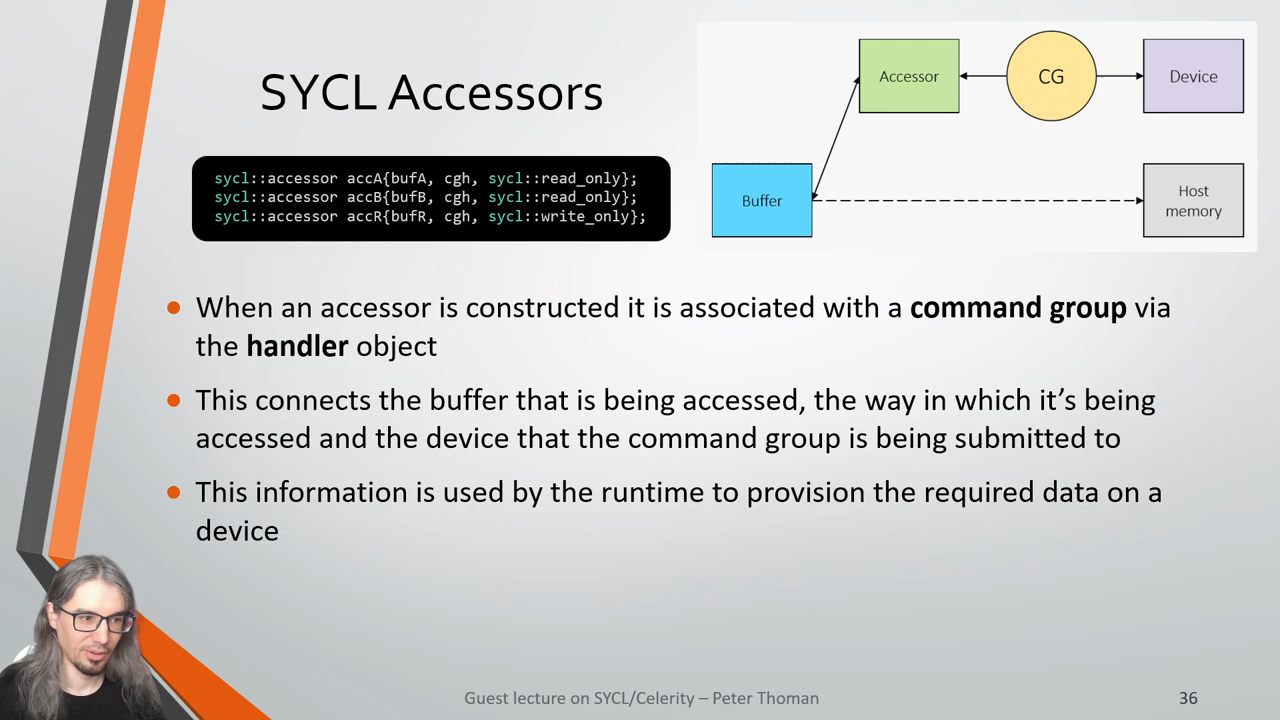 SYCL Accessors
sycl::accessor accA{bufA, cgh, sycl::read_only};
sycl::accessor accB{bufB, cgh, sycl::read_only};
sycl::accessor accR{bufR, cgh, sycl::write_only};
Accessor
CG
Device
Buffer
Host
memory
When an accessor is constructed it is associated with a command group via
the handler object
This connects the buffer that is being accessed, the way in which it’s being
accessed and the device that the command group is being submitted to
This information is used by the runtime to provision the required data on a
device
Guest lecture on SYCL/Celerity – Peter Thoman
36